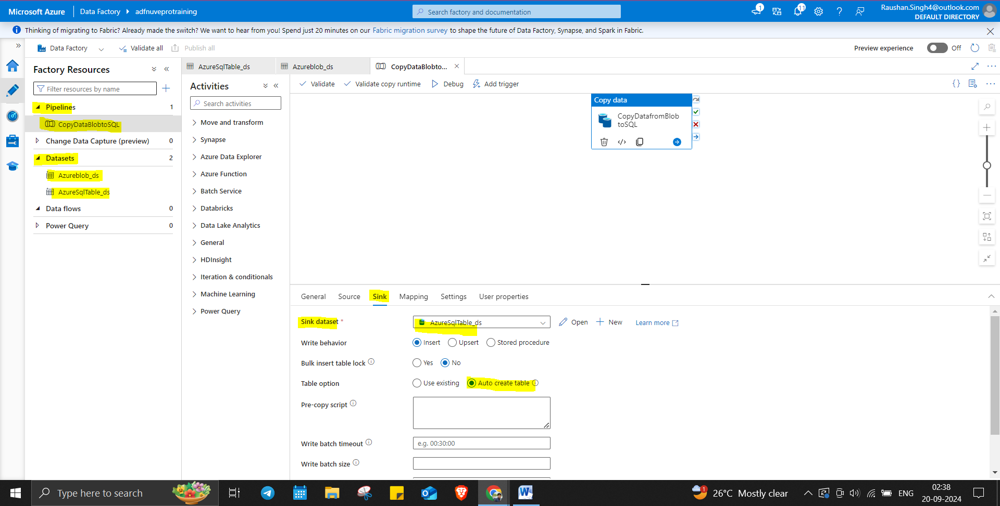 Microsoft Azure
Data Factory
adfnuveprotraining
Search factory and documentation
1
11
Raushan.Singh4@outlook.com
DEFAULT DIRECTORY
Thinking of migrating to Fabric? Already made the switch? We want to hear from you! Spend just 20 minutes on our Fabric migration survey to shape the future of Data Factory, Synapse, and Spark in Fabric.
Data Factory
Validate all
Publish all
Preview experience
Off
Factory Resources
Filter resources by name
Pipelines 1
CopyDataBlobtoSQL
Change Data Capture (preview) 0
Datasets 2
Azureblob_ds
AzureSqlTable_ds
Data flows 0
Power Query 0
AzureSqlTable_ds
Azureblob_ds
CopyDataBlobto...
Activities
Search activities
Move and transform
Synapse
Azure Data Explorer
Azure Function
Batch Service
Databricks
Data Lake Analytics
General
HDInsight
Iteration & conditionals
Machine Learning
Power Query
Validate
Validate copy runtime
Debug
Add trigger
Copy data
CopyDatafromBlob
toSQL
General
Source
Sink
Mapping
Settings
User properties
Sink dataset *
AzureSqlTable_ds
Open
New
Learn more
Write behavior
Insert
Upsert
Stored procedure
Bulk insert table lock
Yes
No
Table option
Use existing
Auto create table
Pre-copy script
Write batch timeout
e.g. 00:30:00
Write batch size
Type here to search
1
26°C Mostly clear
ENG
02:38
20-09-2024